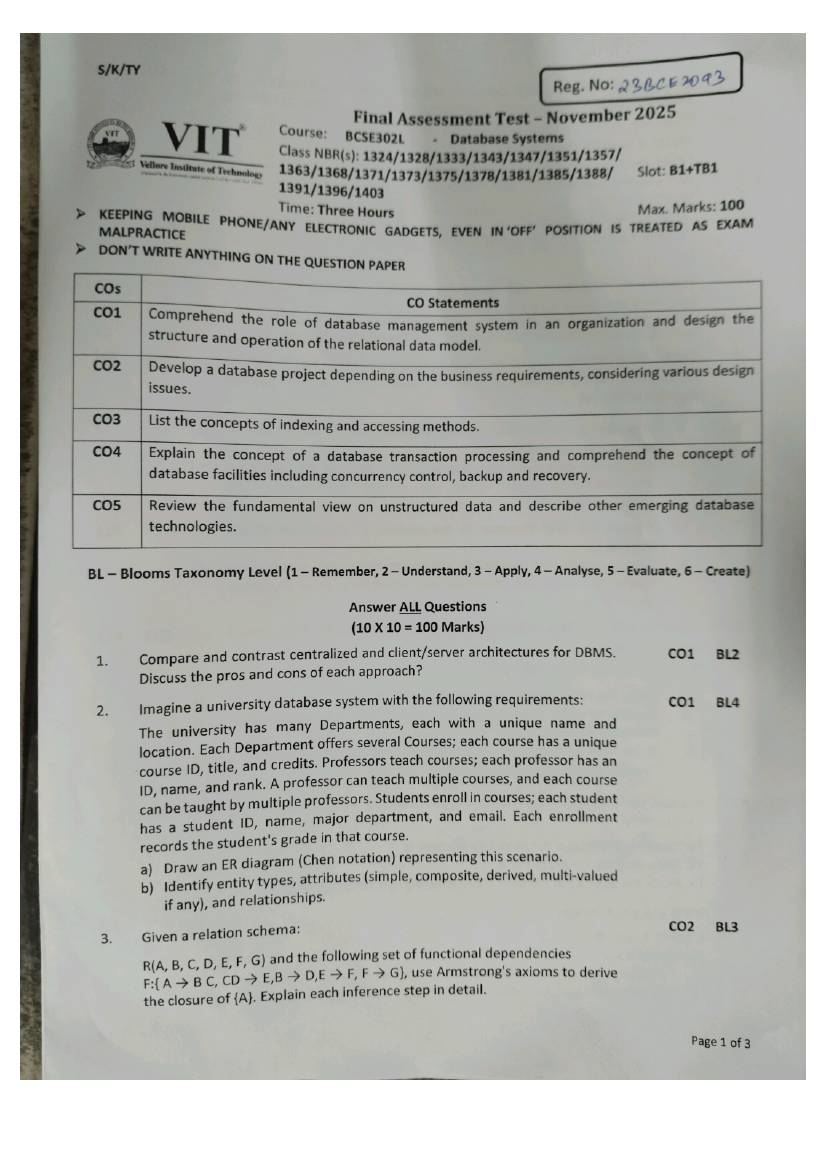 S/K/TY
Reg. No: 23BCE2093
Final Assessment Test – November 2025
VIT
VIT®
Vellore Institute of Technology
Course: BCSE302L - Database Systems
Class NBR(s): 1324/1328/1333/1343/1347/1351/1357/
1363/1368/1371/1373/1375/1378/1381/1385/1388/
1391/1396/1403
Slot: B1+TB1
Time: Three Hours
Max. Marks: 100
➤ KEEPING MOBILE PHONE/ANY ELECTRONIC GADGETS, EVEN IN 'OFF' POSITION IS TREATED AS EXAM
MALPRACTICE
➤ DON'T WRITE ANYTHING ON THE QUESTION PAPER
COs
CO Statements
CO1 Comprehend the role of database management system in an organization and design the
structure and operation of the relational data model.
CO2 Develop a database project depending on the business requirements, considering various design
issues.
CO3 List the concepts of indexing and accessing methods.
CO4 Explain the concept of a database transaction processing and comprehend the concept of
database facilities including concurrency control, backup and recovery.
CO5 Review the fundamental view on unstructured data and describe other emerging database
technologies.
BL – Blooms Taxonomy Level (1 – Remember, 2 – Understand, 3 – Apply, 4 – Analyse, 5 – Evaluate, 6 – Create)
Answer ALL Questions
(10 X 10 = 100 Marks)
1. Compare and contrast centralized and client/server architectures for DBMS. CO1 BL2
Discuss the pros and cons of each approach?
2. Imagine a university database system with the following requirements: CO1 BL4
The university has many Departments, each with a unique name and
location. Each Department offers several Courses; each course has a unique
course ID, title, and credits. Professors teach courses; each professor has an
ID, name, and rank. A professor can teach multiple courses, and each course
can be taught by multiple professors. Students enroll in courses; each student
has a student ID, name, major department, and email. Each enrollment
records the student's grade in that course.
a) Draw an ER diagram (Chen notation) representing this scenario.
b) Identify entity types, attributes (simple, composite, derived, multi-valued
if any), and relationships.
3. Given a relation schema: CO2 BL3
R(A, B, C, D, E, F, G) and the following set of functional dependencies
F:{ A → B C, CD → E,B → D,E → F, F → G}, use Armstrong's axioms to derive
the closure of {A}. Explain each inference step in detail.
Page 1 of 3